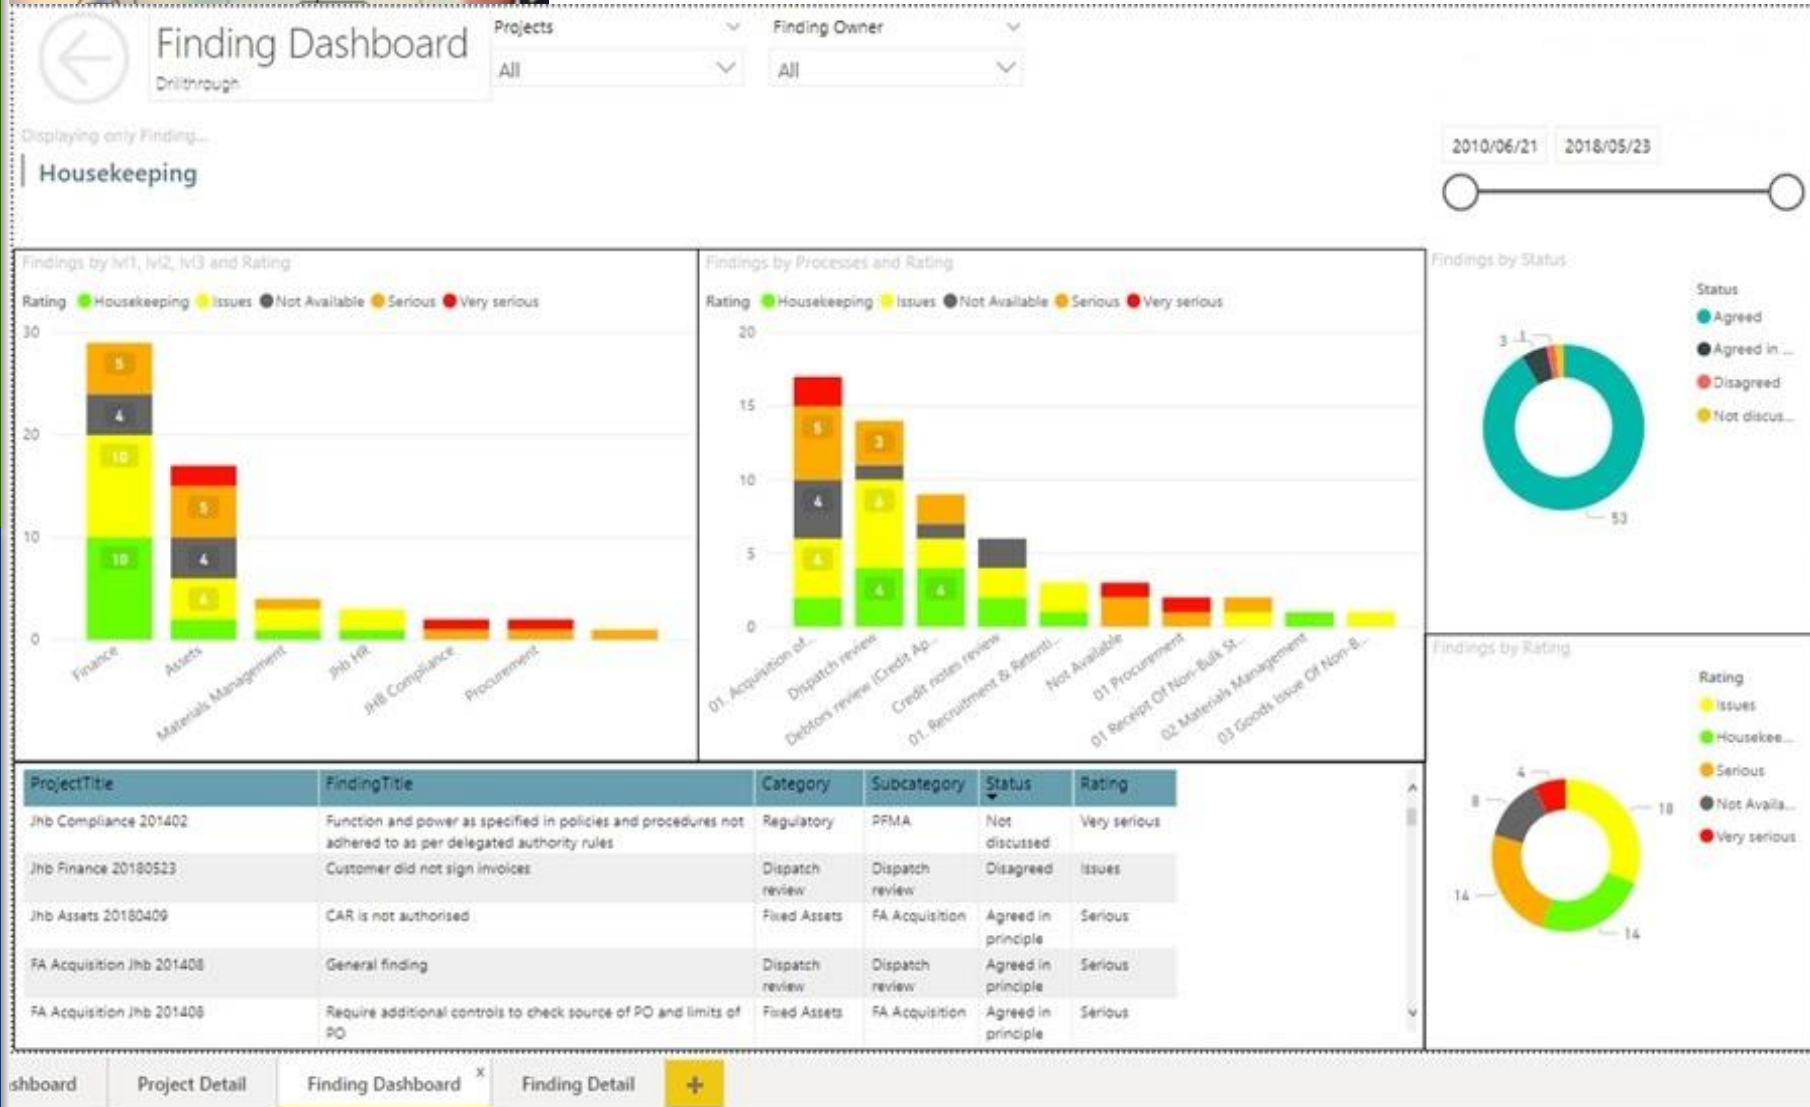 Finding Dashboard
Drillthrough
Projects
All
Finding Owner
All
Displaying only Finding...
Housekeeping
2010/06/21 2018/05/23
Findings by lvl1, lvl2, lvl3 and Rating
Rating Housekeeping Issues Not Available Serious Very serious
30
20
10
0
5
4
10
10
5
4
4
Finance
Assets
Materials Management
Jhb HR
JHB Compliance
Procurement
Findings by Processes and Rating
Rating Housekeeping Issues Not Available Serious Very serious
20
15
10
5
0
5
4
4
3
6
4
4
01. Acquisition of...
Dispatch review
Debtors review (Credit Ap...
Credit notes review
01. Recruitment & Retenti...
Not Available
01 Procurement
01 Receipt Of Non-Bulk St...
02 Materials Management
03 Goods Issue Of Non-B...
Findings by Status
Status
Agreed
Agreed in ...
Disagreed
Not discus...
3 1
53
Findings by Rating
Rating
Issues
Housekee...
Serious
Not Availa...
Very serious
4
8
18
14
14
ProjectTitle FindingTitle Category Subcategory Status Rating
Jhb Compliance 201402 Function and power as specified in policies and procedures not Regulatory PFMA Not Very serious
adhered to as per delegated authority rules discussed
Jhb Finance 20180523 Customer did not sign invoices Dispatch Dispatch Disagreed Issues
review review
Jhb Assets 20180409 CAR is not authorised Fixed Assets FA Acquisition Agreed in Serious
principle
FA Acquisition Jhb 201408 General finding Dispatch Dispatch Agreed in Serious
review review principle
FA Acquisition Jhb 201408 Require additional controls to check source of PO and limits of Fixed Assets FA Acquisition Agreed in Serious
PO principle
shboard Project Detail Finding Dashboard x Finding Detail +